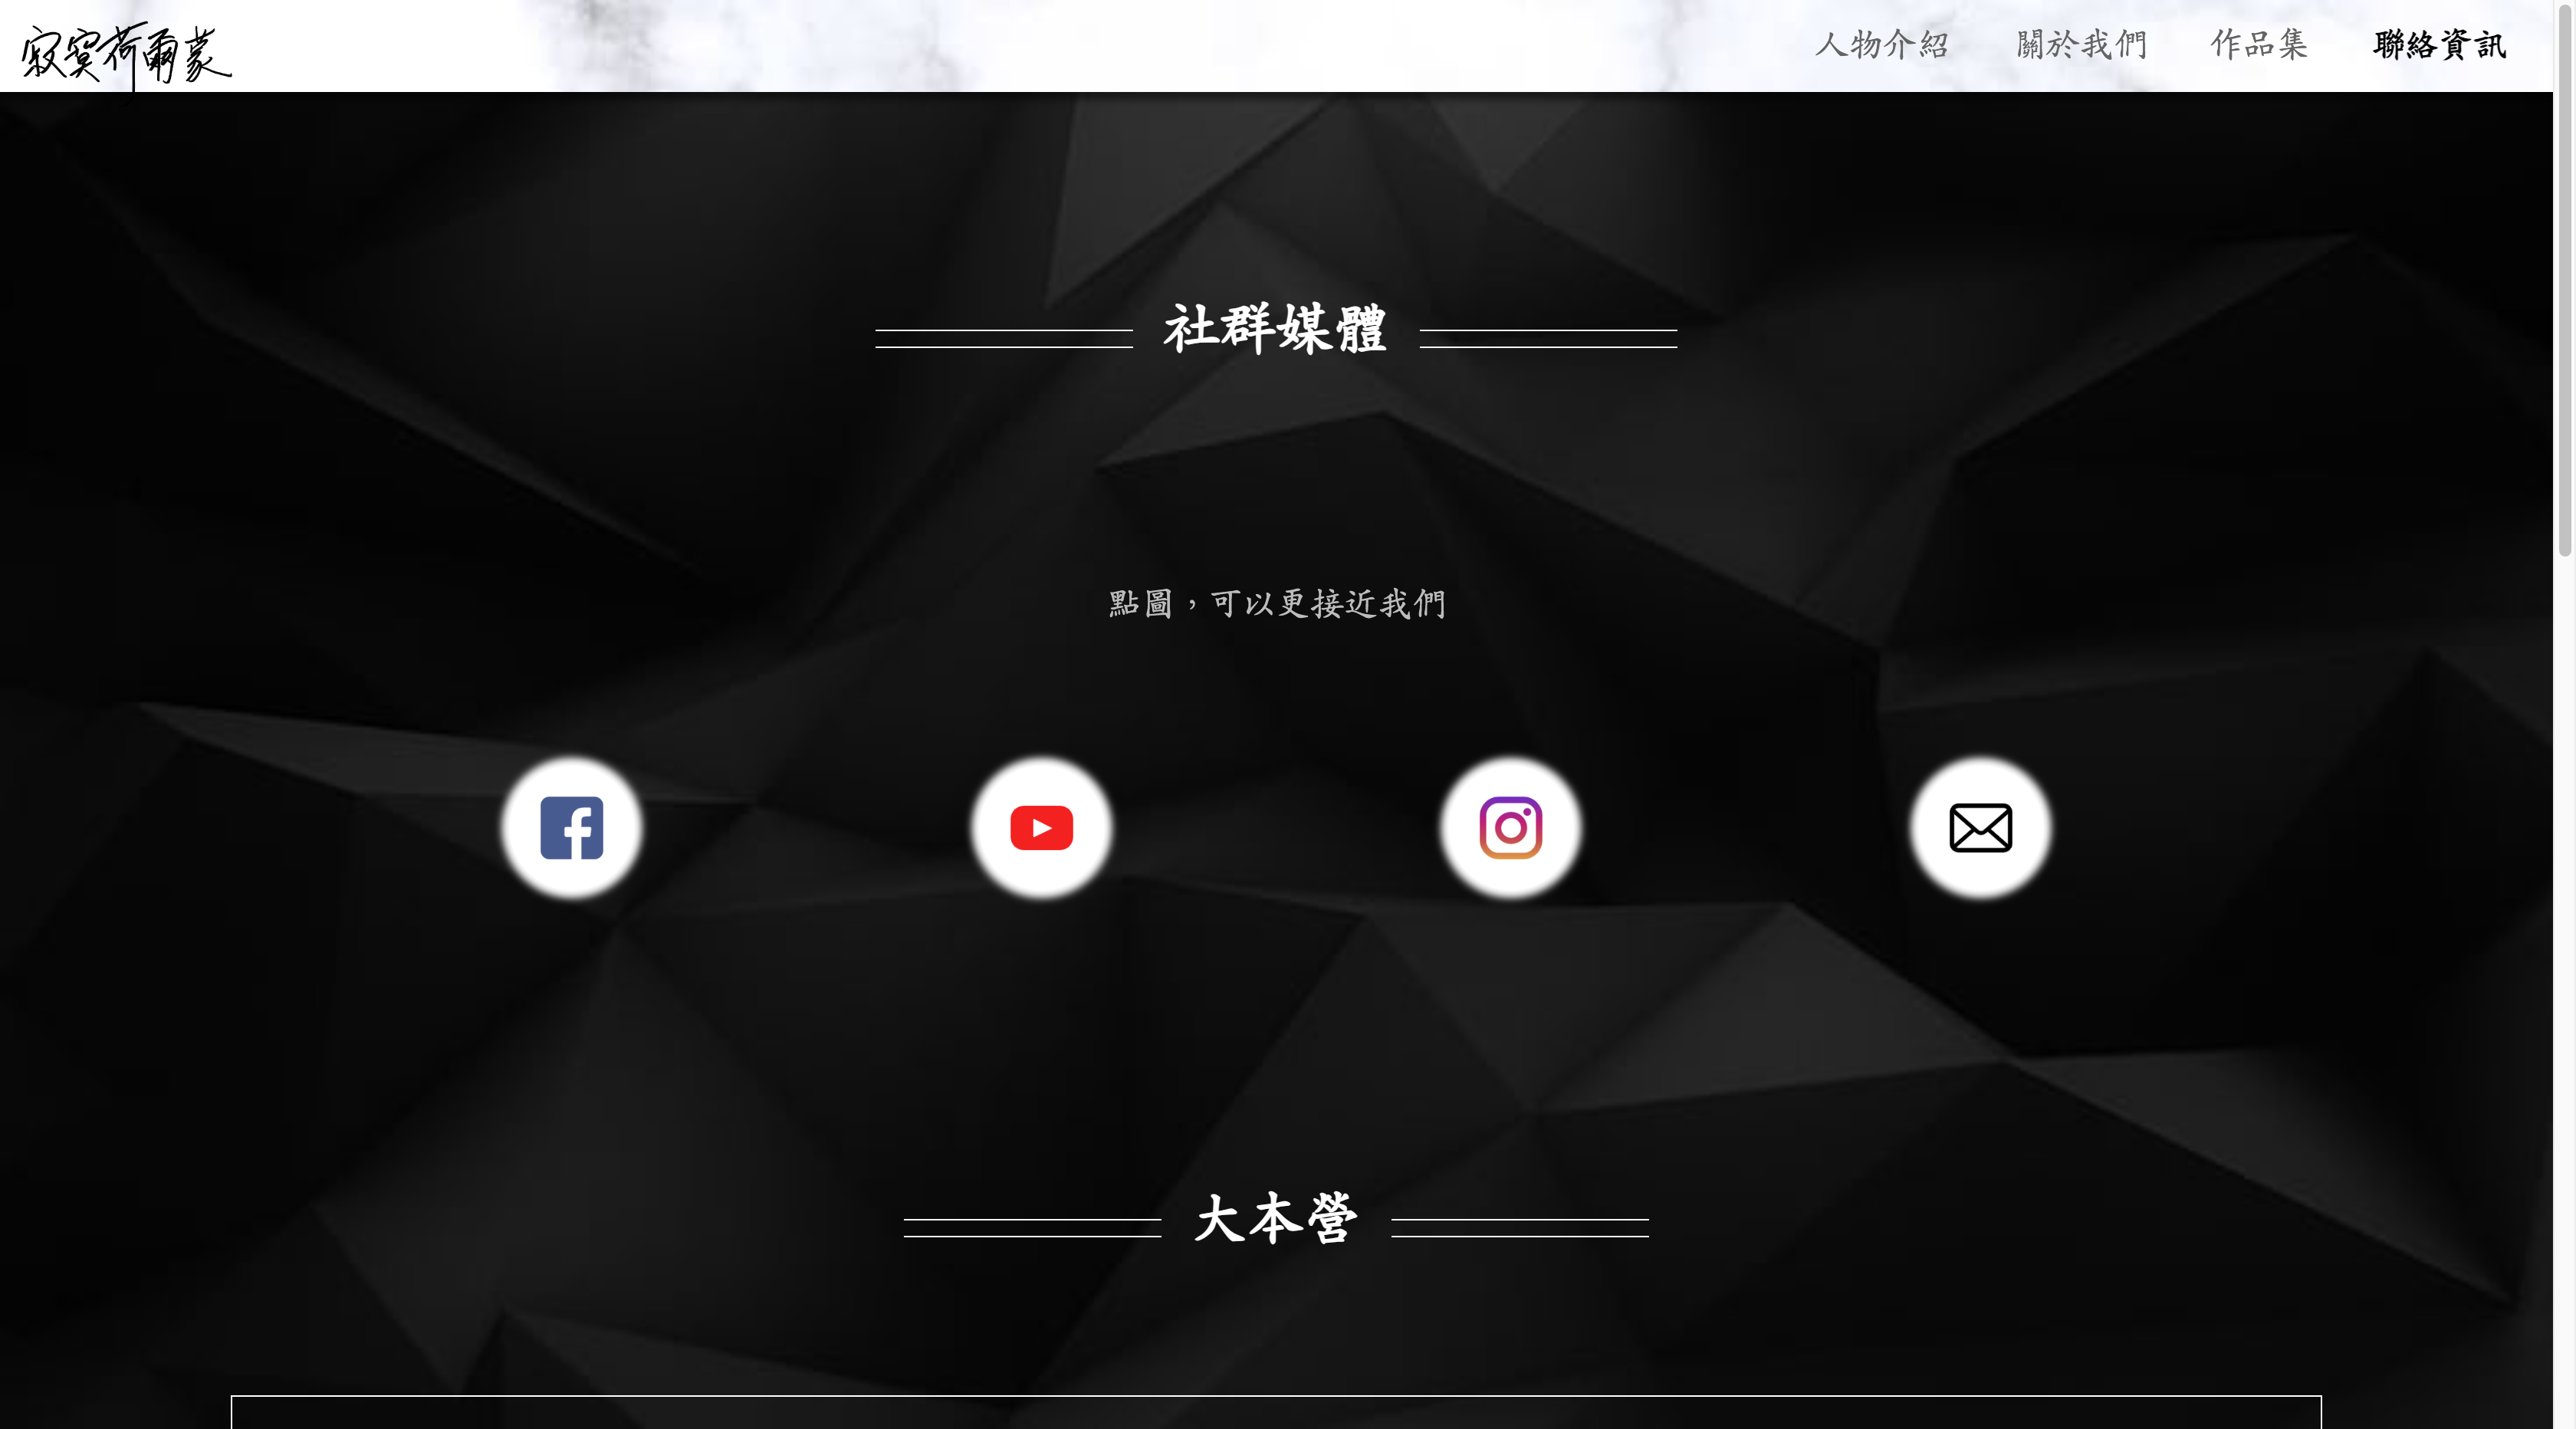 寂寞荷爾蒙
人物介紹 關於我們 作品集 聯絡資訊
社群媒體
點圖，可以更接近我們
大本營